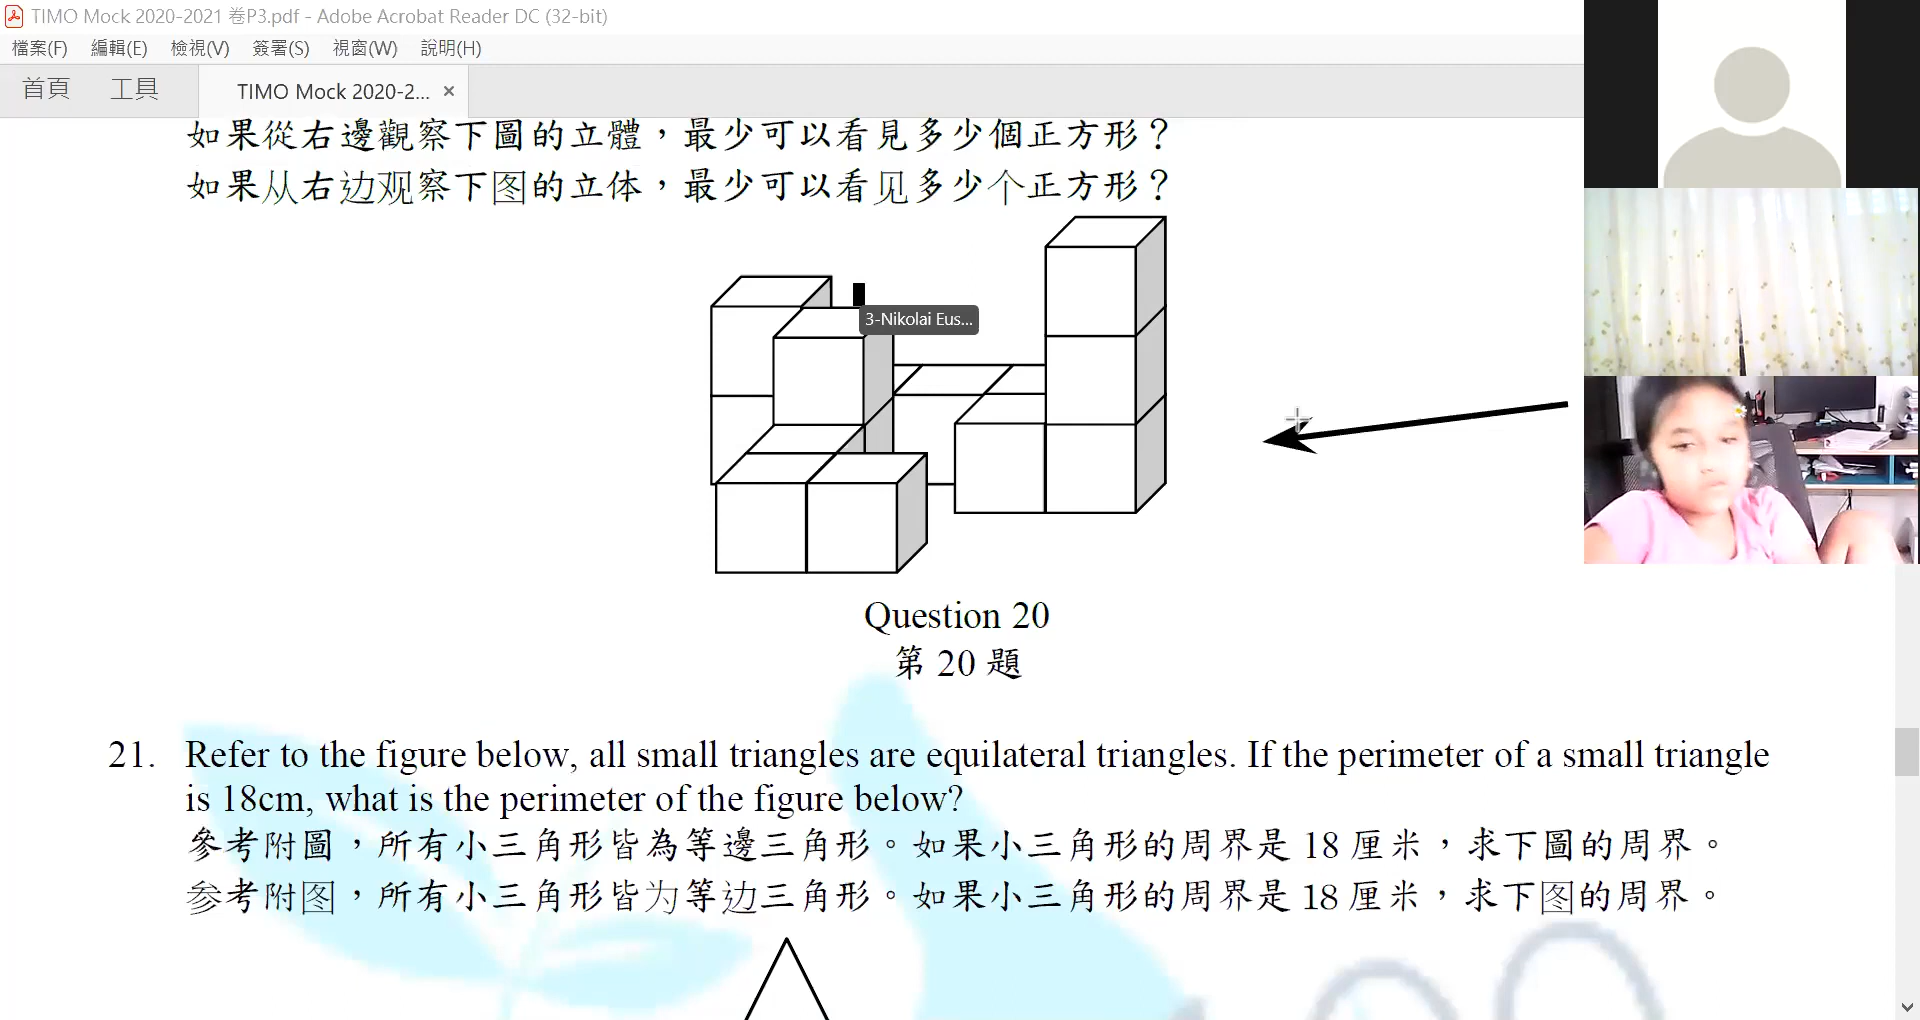 TIMO Mock 2020-2021 卷P3.pdf - Adobe Acrobat Reader DC (32-bit)
檔案(F) 編輯(E) 檢視(V) 簽署(S) 視窗(W) 說明(H)
首頁 工具 TIMO Mock 2020-2... ×
如果從右邊觀察下圖的立體，最少可以看見多少個正方形？
如果从右边观察下图的立体，最少可以看见多少个正方形？
3-Nikolai Eus...
Question 20
第 20 題
21. Refer to the figure below, all small triangles are equilateral triangles. If the perimeter of a small triangle
is 18cm, what is the perimeter of the figure below?
參考附圖，所有小三角形皆為等邊三角形。如果小三角形的周界是 18 厘米，求下圖的周界。
参考附图，所有小三角形皆为等边三角形。如果小三角形的周界是 18 厘米，求下图的周界。